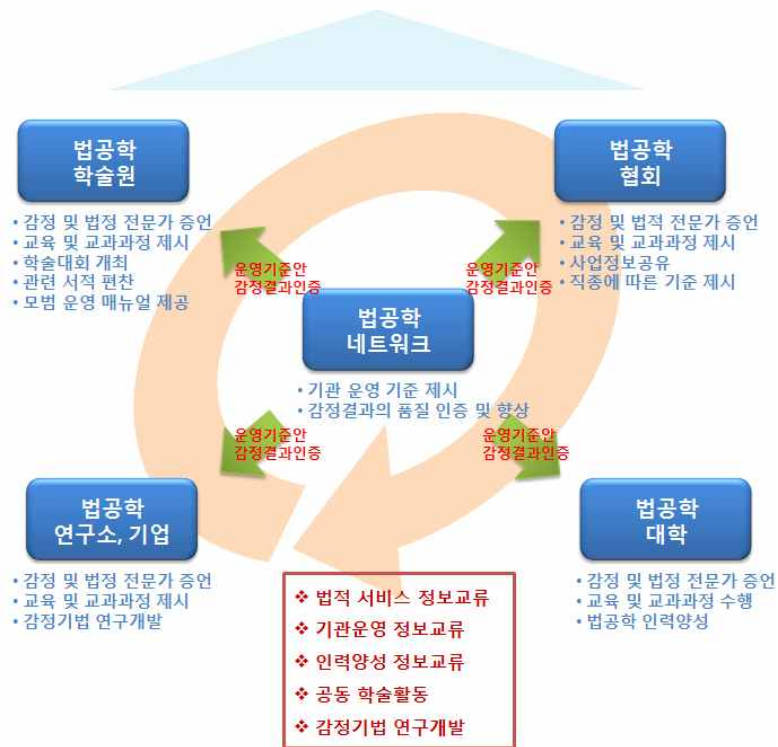 법공학
학술원
• 감정 및 법정 전문가 증언
• 교육 및 교과과정 제시
• 학술대회 개최
• 관련 서적 편찬
• 모범 운영 매뉴얼 제공
법공학
협회
• 감정 및 법적 전문가 증언
• 교육 및 교과과정 제시
• 사업정보공유
• 직종에 따른 기준 제시
운영기준안
감정결과인증
운영기준안
감정결과인증
법공학
네트워크
• 기관 운영 기준 제시
• 감정결과의 품질 인증 및 향상
운영기준안
감정결과인증
운영기준안
감정결과인증
법공학
연구소, 기업
• 감정 및 법정 전문가 증언
• 교육 및 교과과정 제시
• 감정기법 연구개발
법공학
대학
• 감정 및 법정 전문가 증언
• 교육 및 교과과정 수행
• 법공학 인력양성
❖ 법적 서비스 정보교류
❖ 기관운영 정보교류
❖ 인력양성 정보교류
❖ 공동 학술활동
❖ 감정기법 연구개발